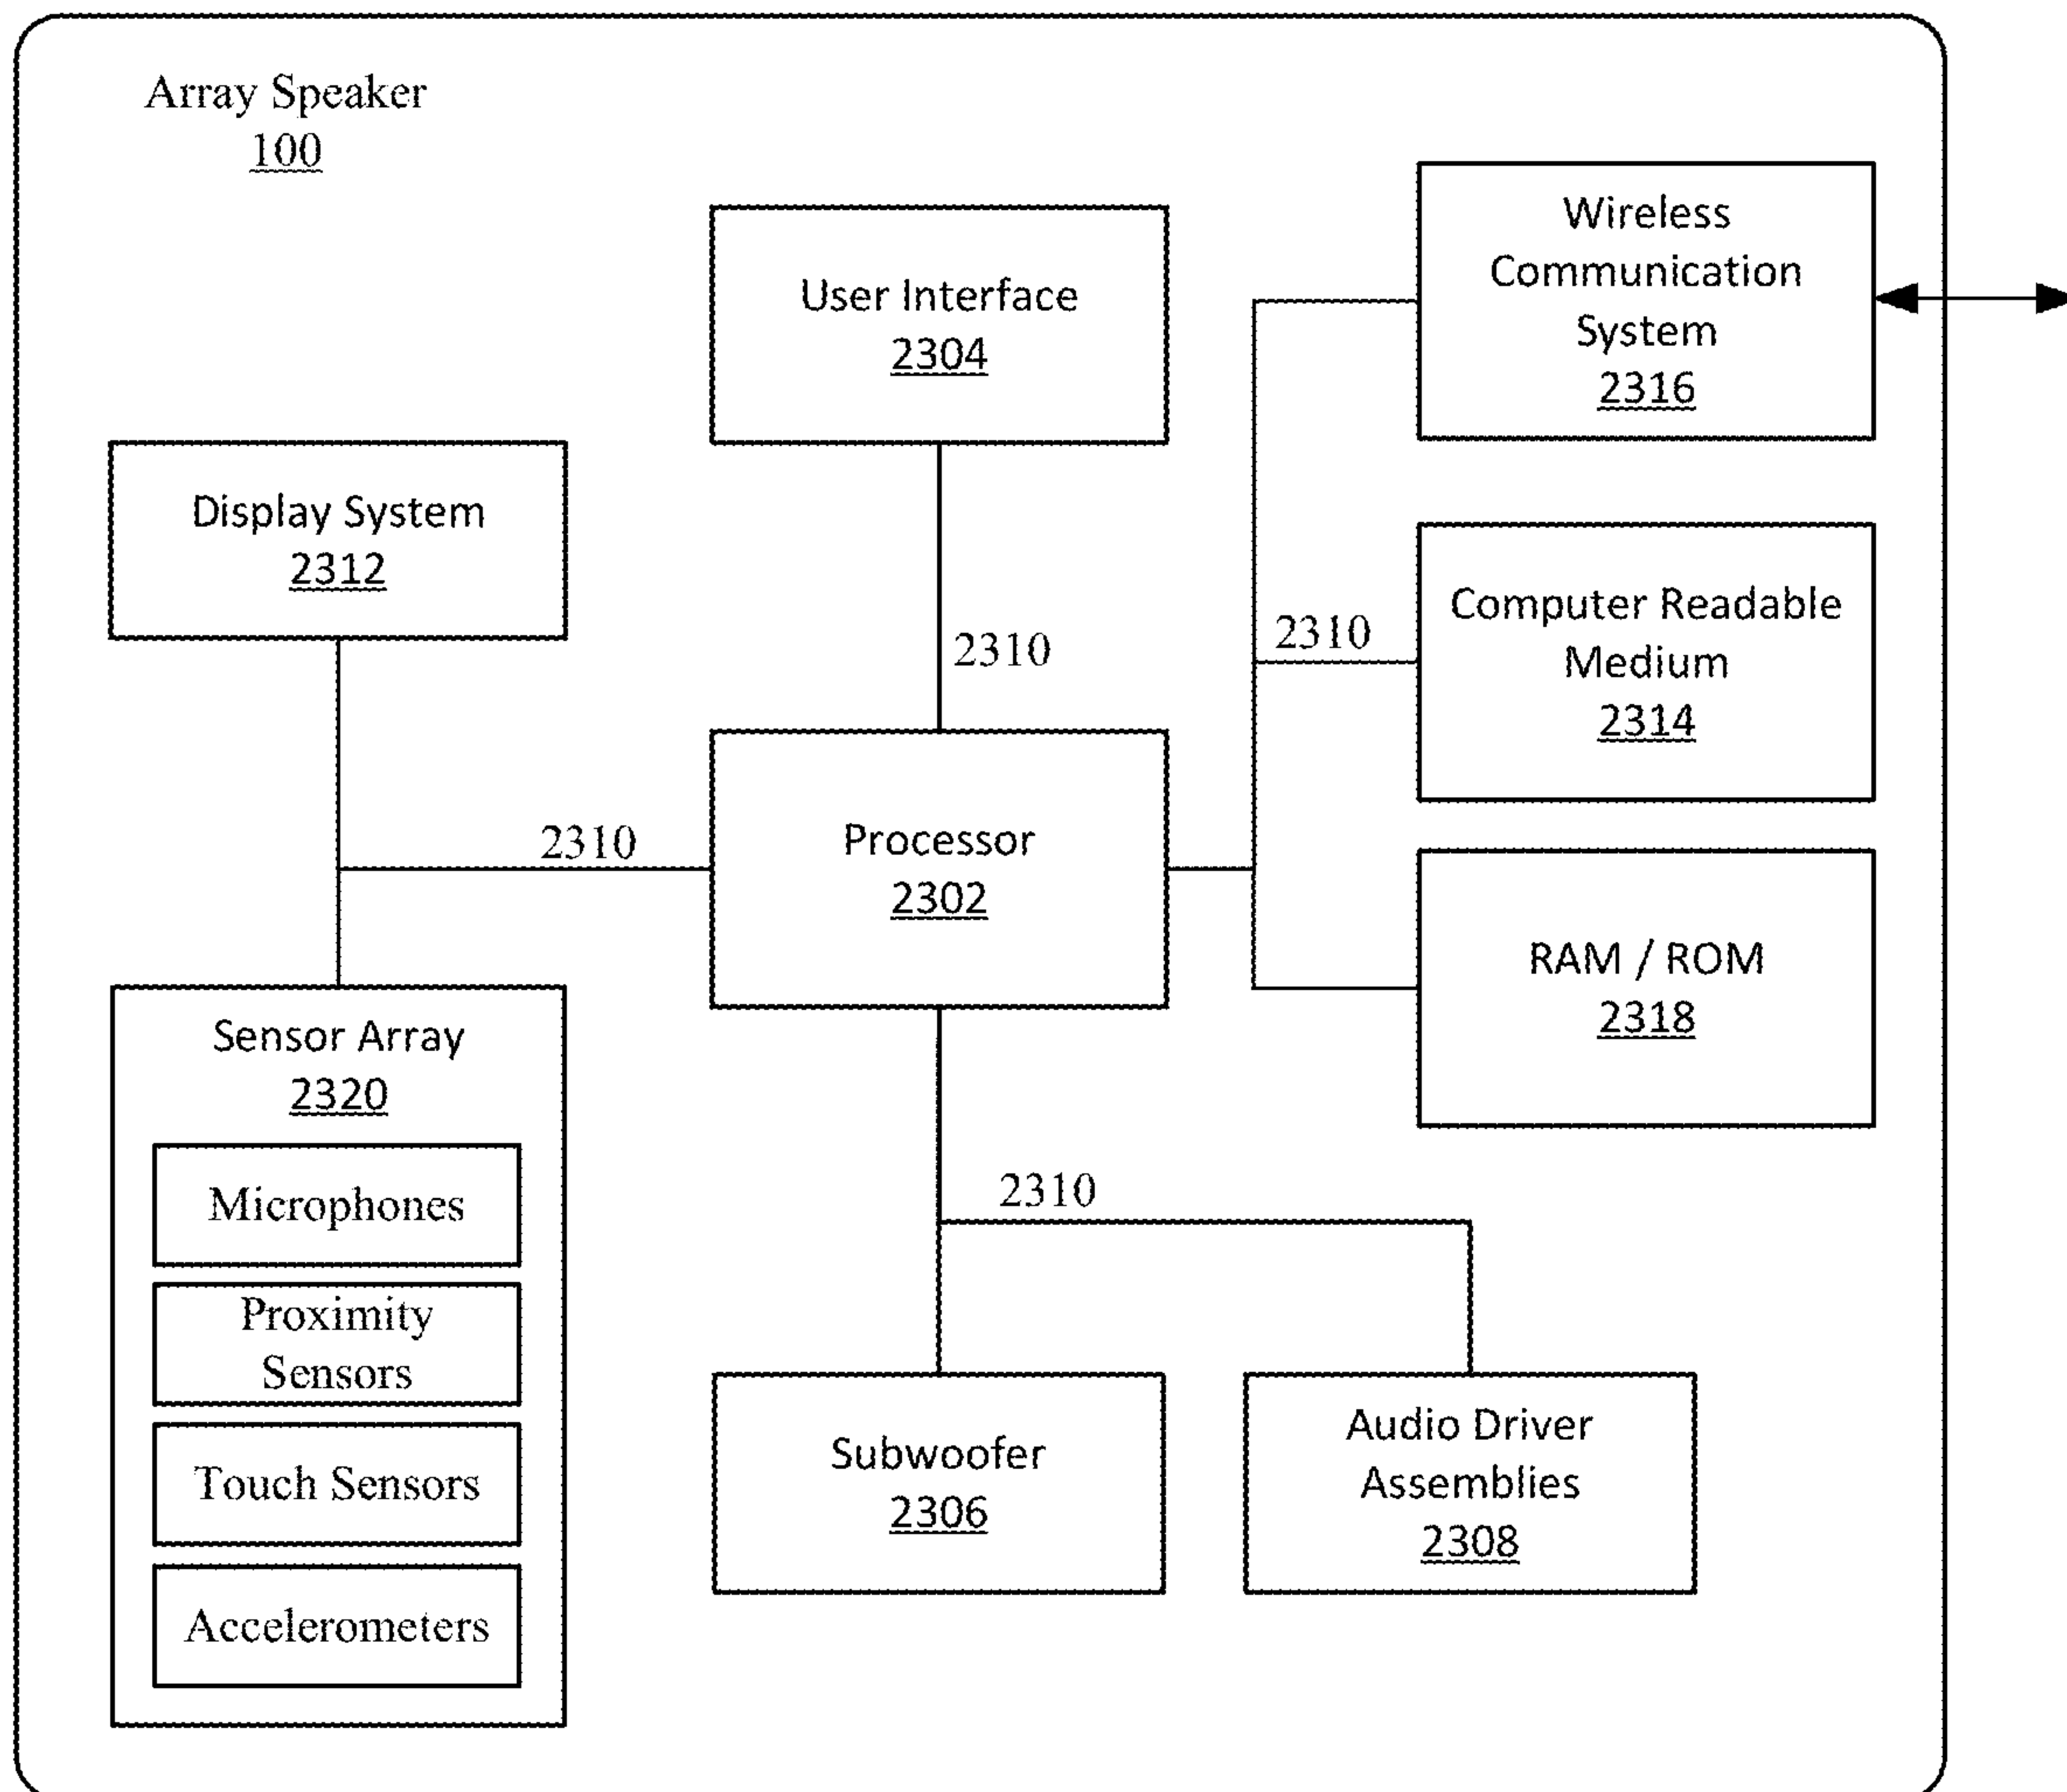 Array Speaker
100
User Interface
2304
Wireless
Communication
System
2316
Display System
2312
2310
2310
Computer Readable
Medium
2314
2310
Processor
2302
RAM / ROM
2318
Sensor Array
2320
Microphones
Proximity
Sensors
Touch Sensors
Accelerometers
2310
Subwoofer
2306
Audio Driver
Assemblies
2308